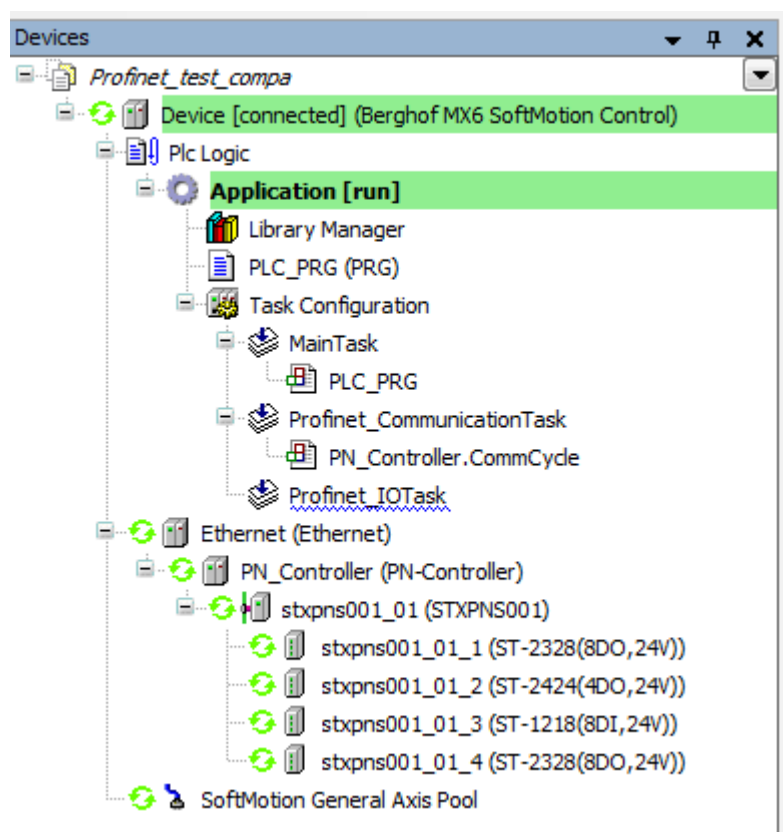 Devices
Profinet_test_compa
Device [connected] (Berghof MX6 SoftMotion Control)
Plc Logic
Application [run]
Library Manager
PLC_PRG (PRG)
Task Configuration
MainTask
PLC_PRG
Profinet_CommunicationTask
PN_Controller.CommCycle
Profinet_IOTask
Ethernet (Ethernet)
PN_Controller (PN-Controller)
stxpns001_01 (STXPNS001)
stxpns001_01_1 (ST-2328(8DO,24V))
stxpns001_01_2 (ST-2424(4DO,24V))
stxpns001_01_3 (ST-1218(8DI,24V))
stxpns001_01_4 (ST-2328(8DO,24V))
SoftMotion General Axis Pool